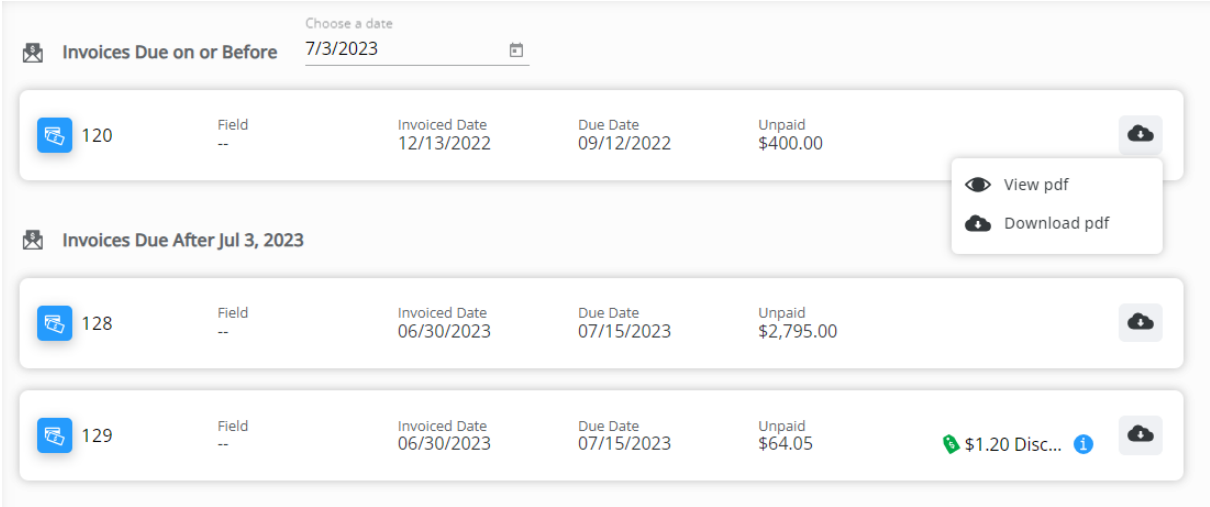 Choose a date
Invoices Due on or Before 7/3/2023
120 Field Invoiced Date Due Date Unpaid
-- 12/13/2022 09/12/2022 $400.00
View pdf
Download pdf
Invoices Due After Jul 3, 2023
128 Field Invoiced Date Due Date Unpaid
-- 06/30/2023 07/15/2023 $2,795.00
129 Field Invoiced Date Due Date Unpaid
-- 06/30/2023 07/15/2023 $64.05 $1.20 Disc...